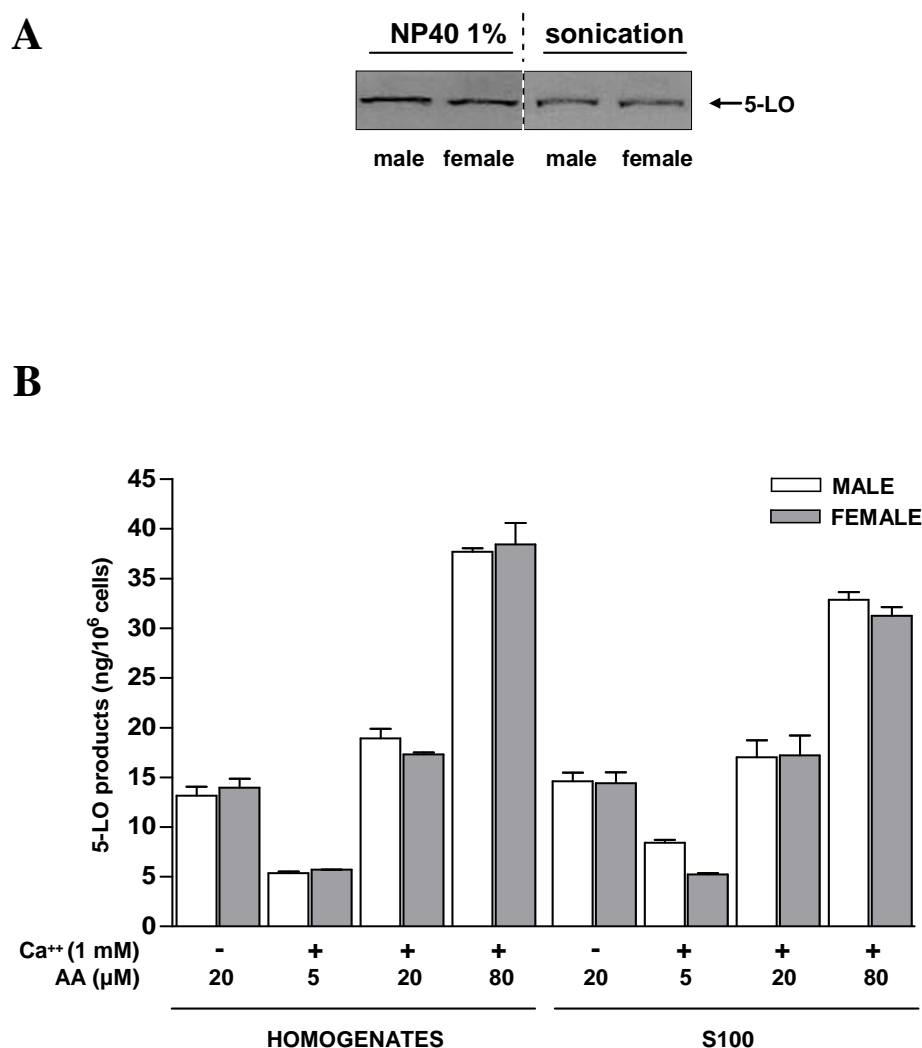 A
NP40 1% sonication
5-LO
male female male female
B
5-LO products (ng/10⁶ cells)
45
40
35
30
25
20
15
10
5
0
MALE
FEMALE
Ca⁺⁺ (1 mM) - + + + - + + +
AA (µM) 20 5 20 80 20 5 20 80
HOMOGENATES S100